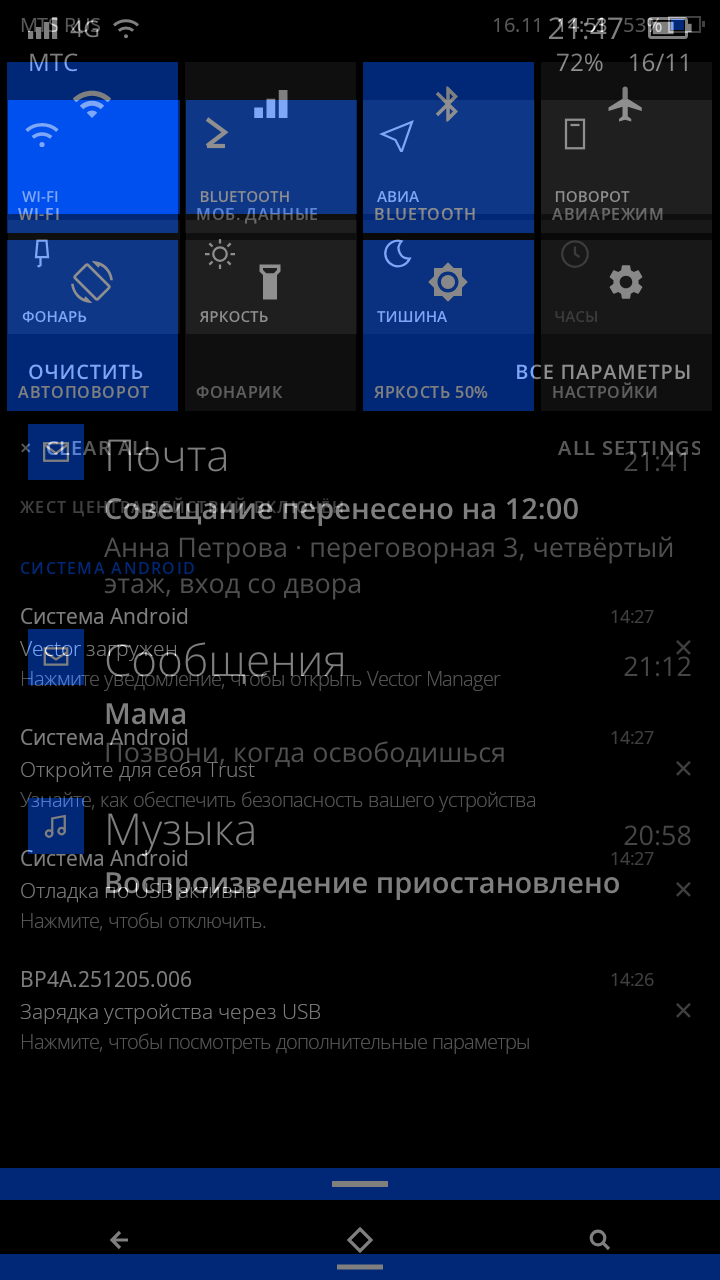 MTS RUS
4G
16.11 14:53 53%
21:47
МТС
72% 16/11
WI-FI
BLUETOOTH
АВИА
ПОВОРОТ
WI-FI
МОБ. ДАННЫЕ
BLUETOOTH
АВИАРЕЖИМ
ФОНАРЬ
ЯРКОСТЬ
ТИШИНА
ЧАСЫ
ОЧИСТИТЬ
ВСЕ ПАРАМЕТРЫ
АВТОПОВОРОТ
ФОНАРИК
ЯРКОСТЬ 50%
НАСТРОЙКИ
× CLEAR ALL
ALL SETTINGS
Почта
21:41
ЖЕСТ ЦЕНТРА ДЕЙСТВИЙ ВКЛЮЧЁН
Совещание перенесено на 12:00
Анна Петрова · переговорная 3, четвёртый
СИСТЕМА ANDROID
этаж, вход со двора
Система Android
14:27
Vector загружен
Сообщения
21:12
Нажмите уведомление, чтобы открыть Vector Manager
Мама
Система Android
14:27
Позвони, когда освободишься
Откройте для себя Trust
Узнайте, как обеспечить безопасность вашего устройства
Музыка
20:58
Система Android
14:27
Воспроизведение приостановлено
Отладка по USB активна
Нажмите, чтобы отключить.
BP4A.251205.006
14:26
Зарядка устройства через USB
Нажмите, чтобы посмотреть дополнительные параметры